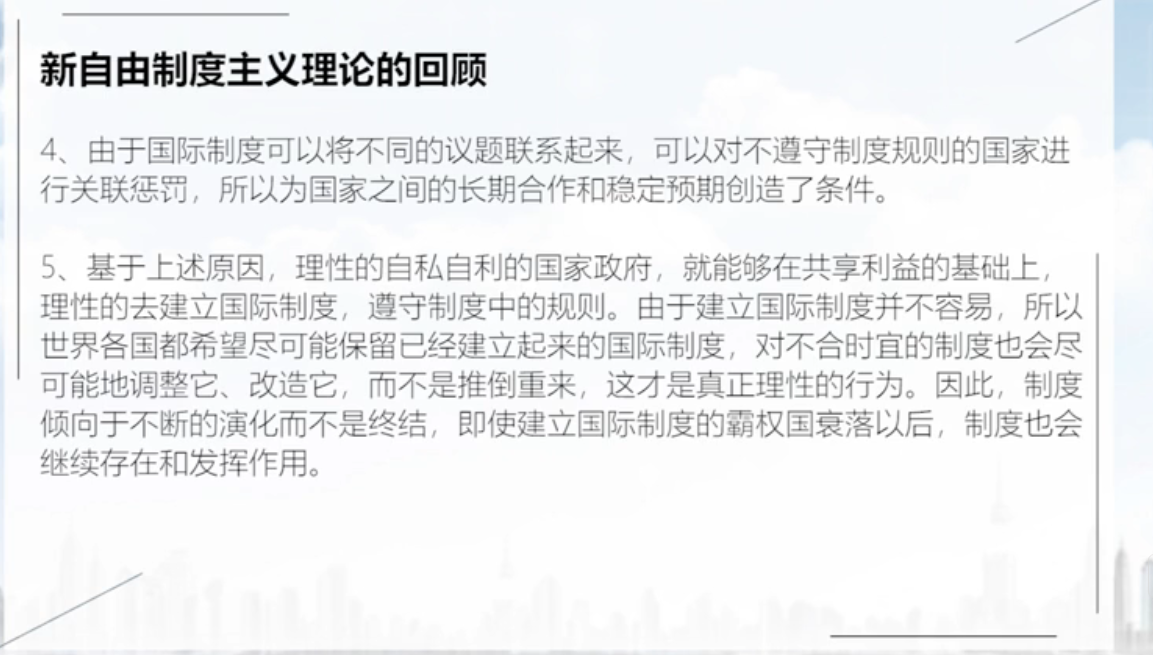 新自由制度主义理论的回顾
4、由于国际制度可以将不同的议题联系起来，可以对不遵守制度规则的国家进
行关联惩罚，所以为国家之间的长期合作和稳定预期创造了条件。
5、基于上述原因，理性的自私自利的国家政府，就能够在共享利益的基础上，
理性的去建立国际制度，遵守制度中的规则。由于建立国际制度并不容易，所以
世界各国都希望尽可能保留已经建立起来的国际制度，对不合时宜的制度也会尽
可能地调整它、改造它，而不是推倒重来，这才是真正理性的行为。因此，制度
倾向于不断的演化而不是终结，即使建立国际制度的霸权国衰落以后，制度也会
继续存在和发挥作用。